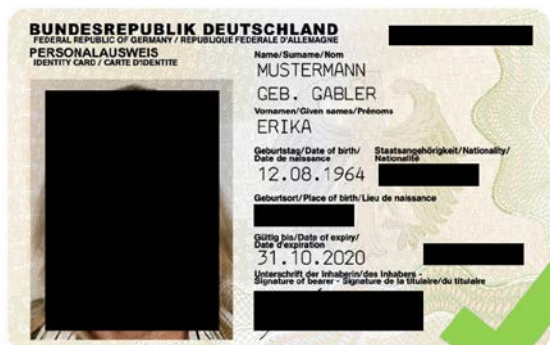 BUNDESREPUBLIK DEUTSCHLAND
FEDERAL REPUBLIC OF GERMANY / REPUBLIQUE FEDERALE D'ALLEMAGNE
PERSONALAUSWEIS
IDENTITY CARD / CARTE D'IDENTITE
Name/Surname/Nom
MUSTERMANN
GEB. GABLER
Vornamen/Given names/Prénoms
ERIKA
Geburtstag/Date of birth/
Date de naissance
Staatsangehörigkeit/Nationality/
Nationalité
12.08.1964
Geburtsort/Place of birth/Lieu de naissance
Gültig bis/Date of expiry/
Date d'expiration
31.10.2020
Unterschrift der Inhaberin/des Inhabers -
Signature of bearer - Signature de la titulaire/du titulaire